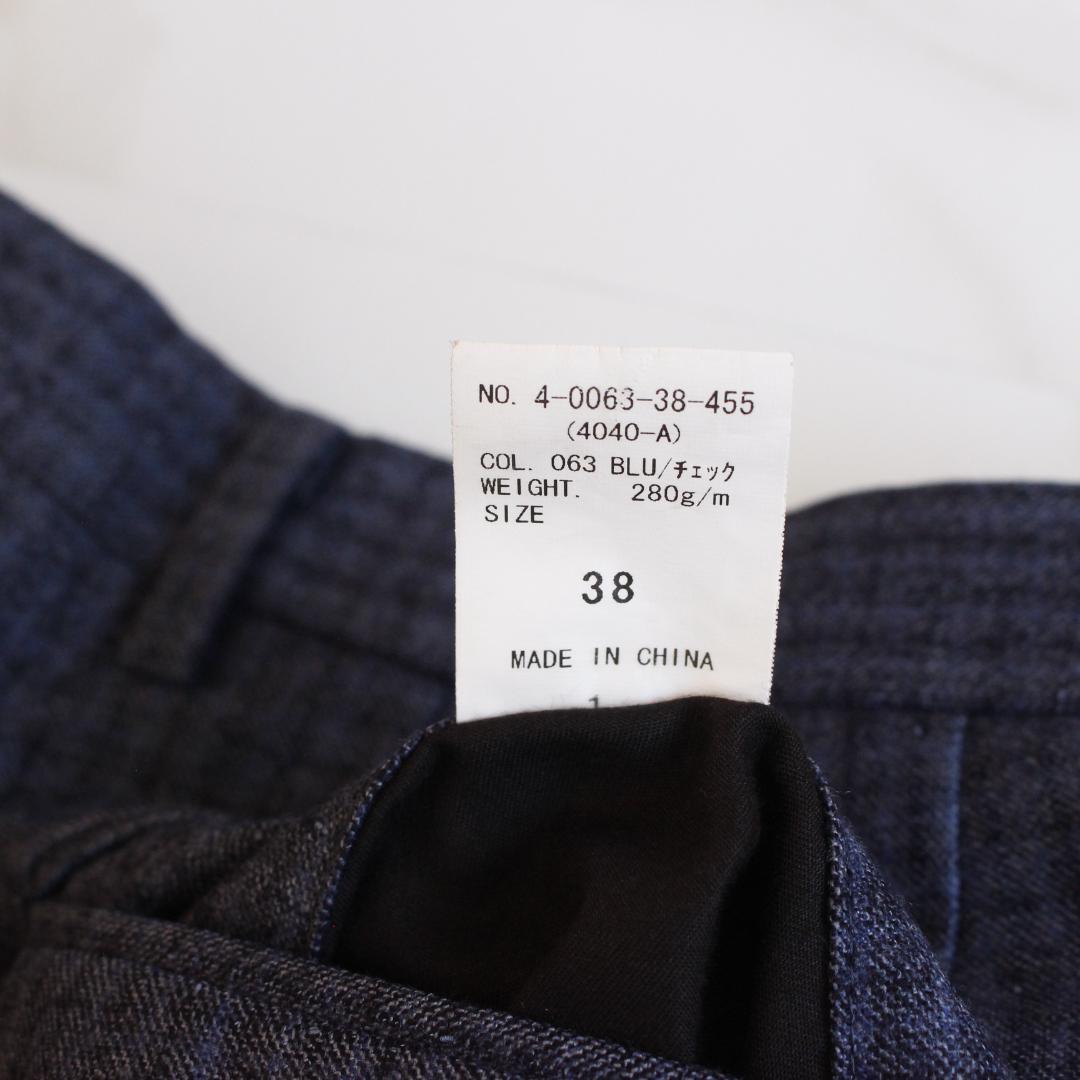 NO. 4-0063-38-455
(4040-A)
COL. 063 BLU/チェック
WEIGHT. 280g/m
SIZE
38
MADE IN CHINA